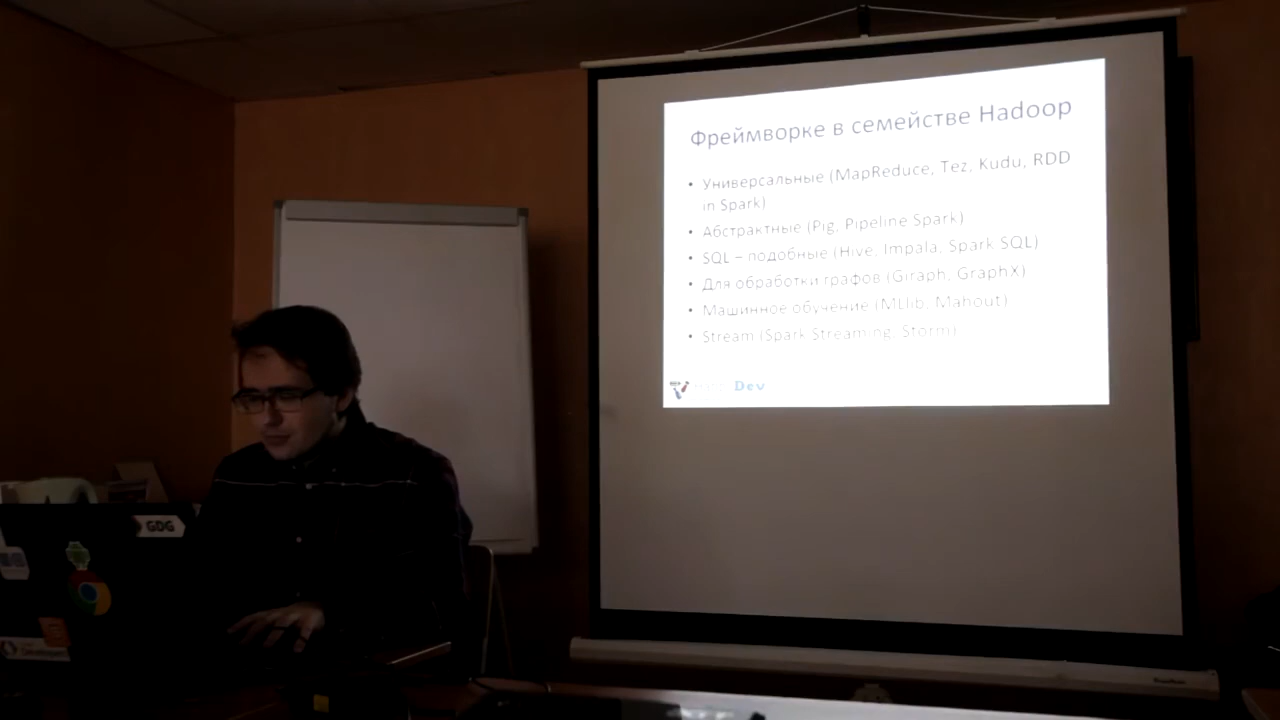 Фреймворке в семействе Hadoop
• Универсальные (MapReduce, Tez, Kudu, RDD
in Spark)
• Абстрактные (Pig, Pipeline Spark)
• SQL – подобные (Hive, Impala, Spark SQL)
• Для обработки графов (Giraph, GraphX)
• Машинное обучение (MLlib, Mahout)
• Stream (Spark Streaming, Storm)
Dev
GDG